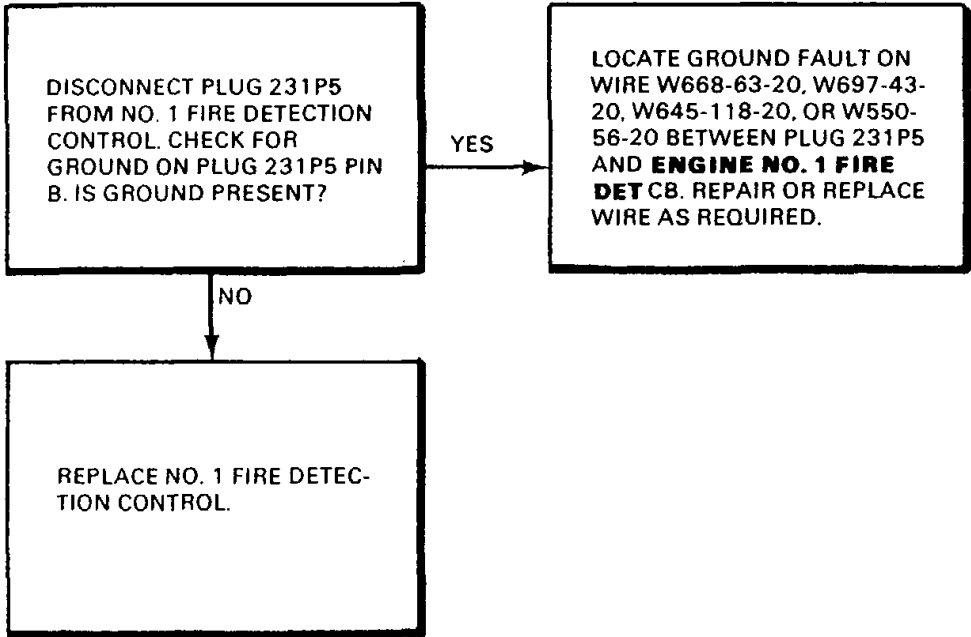 DISCONNECT PLUG 231P5
FROM NO. 1 FIRE DETECTION
CONTROL. CHECK FOR
GROUND ON PLUG 231P5 PIN
B. IS GROUND PRESENT?
YES
LOCATE GROUND FAULT ON
WIRE W668-63-20, W697-43-
20, W645-118-20, OR W550-
56-20 BETWEEN PLUG 231P5
AND ENGINE NO. 1 FIRE
DET CB. REPAIR OR REPLACE
WIRE AS REQUIRED.
NO
REPLACE NO. 1 FIRE DETEC-
TION CONTROL.